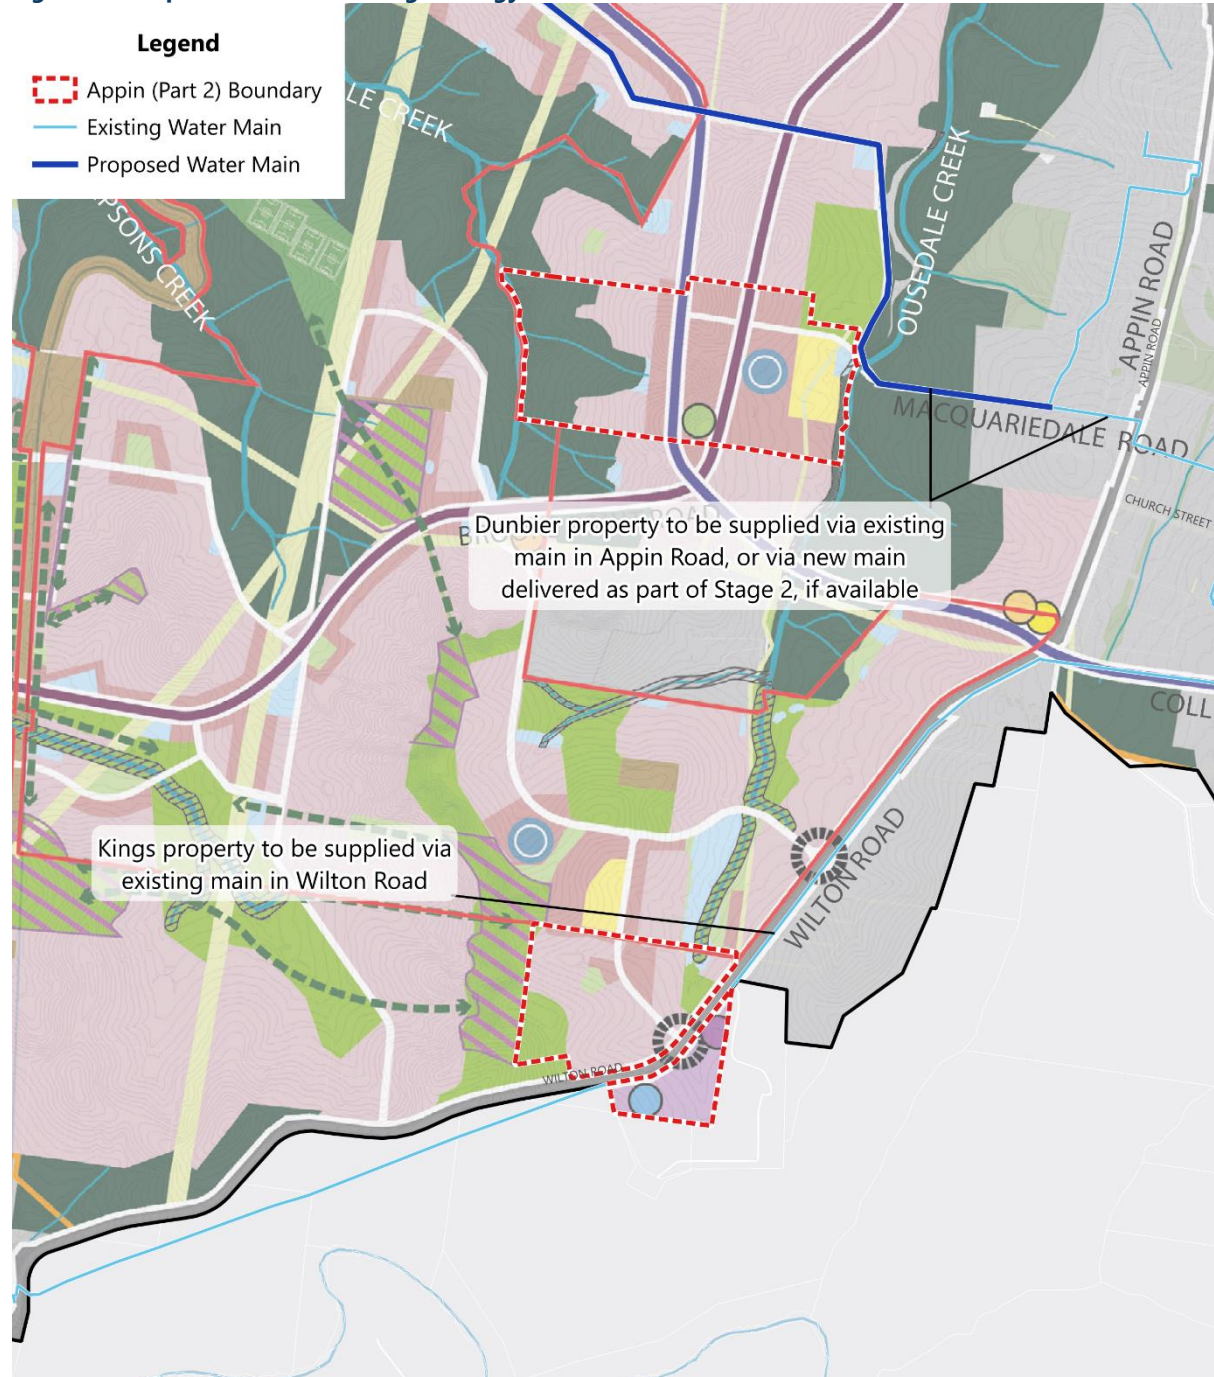 Legend
Appin (Part 2) Boundary
Existing Water Main
Proposed Water Main
LE CREEK
PSONS CREEK
OUSEDALE CREEK
APPIN ROAD
APPIN ROAD
MACQUARIEDALE ROAD
CHURCH STREET
Dunbier property to be supplied via existing
main in Appin Road, or via new main
delivered as part of Stage 2, if available
COLL
Kings property to be supplied via
existing main in Wilton Road
WILTON ROAD
WILTON ROAD